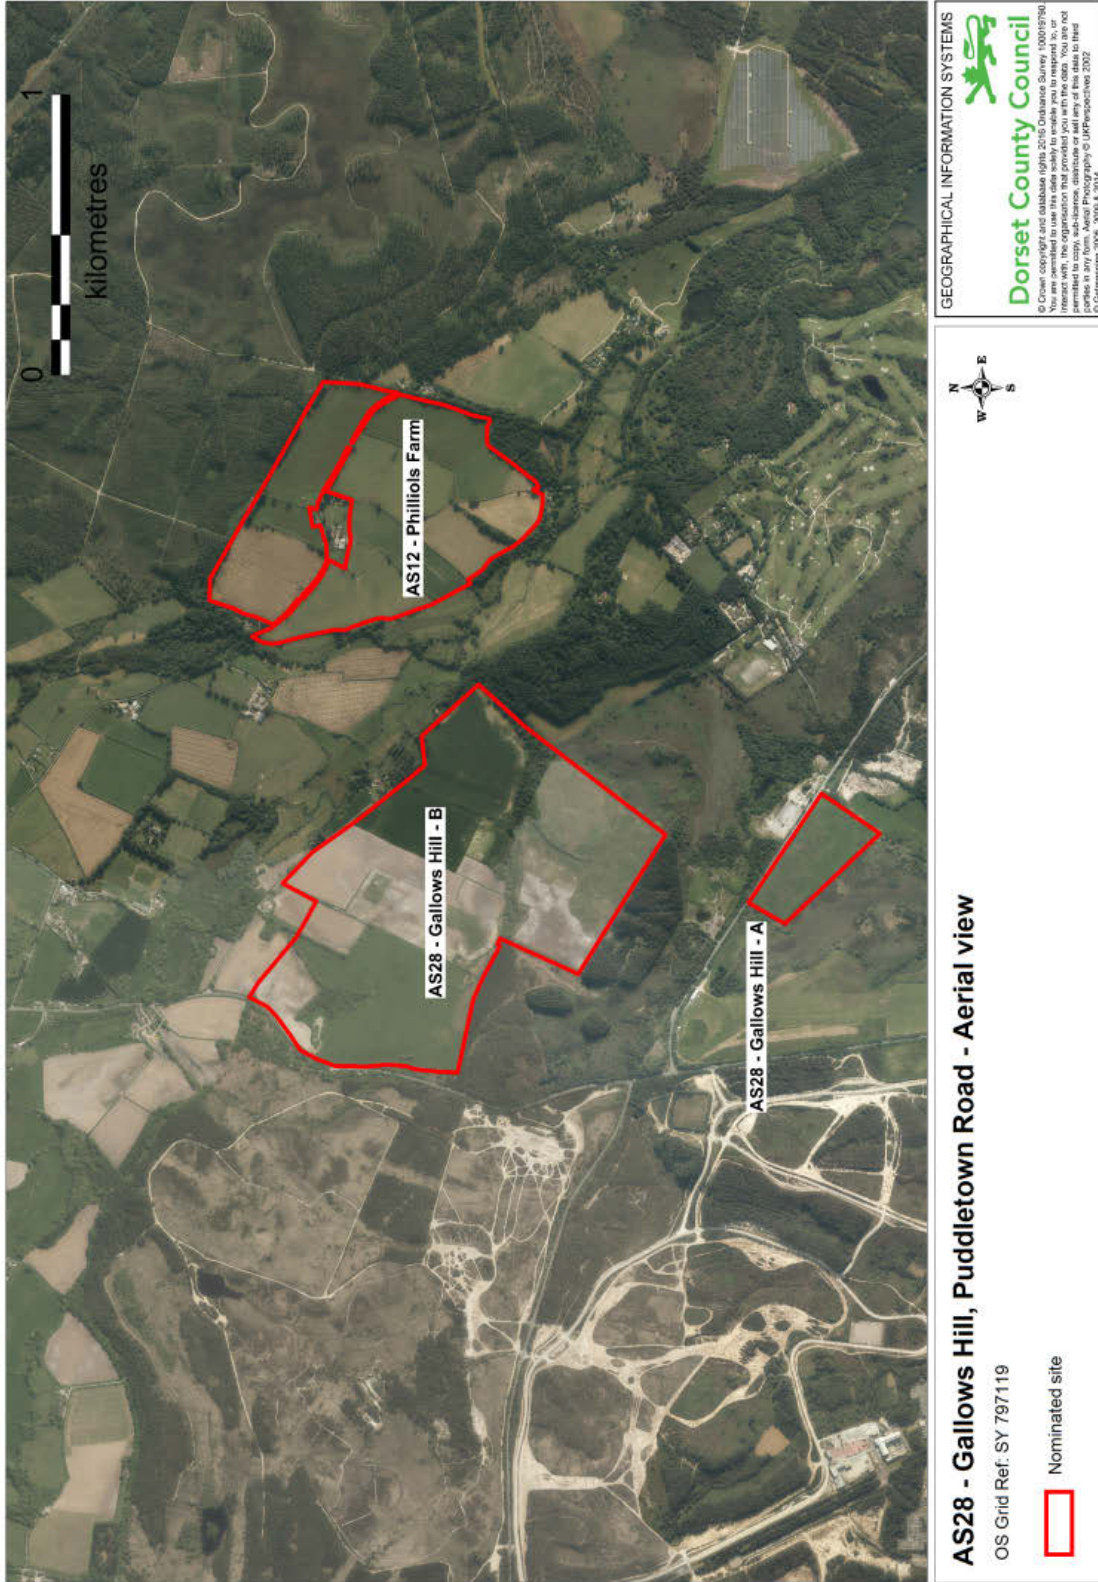 0 1
kilometres
AS12 - Philliols Farm
AS28 - Gallows Hill - B
AS28 - Gallows Hill - A
AS28 - Gallows Hill, Puddletown Road - Aerial view
OS Grid Ref: SY 797119
Nominated site
N
W E
S
GEOGRAPHICAL INFORMATION SYSTEMS
Dorset County Council
© Crown copyright and database rights 2016 Ordnance Survey 100019790.
You are permitted to use this data solely to enable you to respond to, or
interact with, the organisation that provided you with the data. You are not
permitted to copy, sub-licence, distribute or sell any of this data to third
parties in any form. Aerial Photography © UKPerspectives 2002